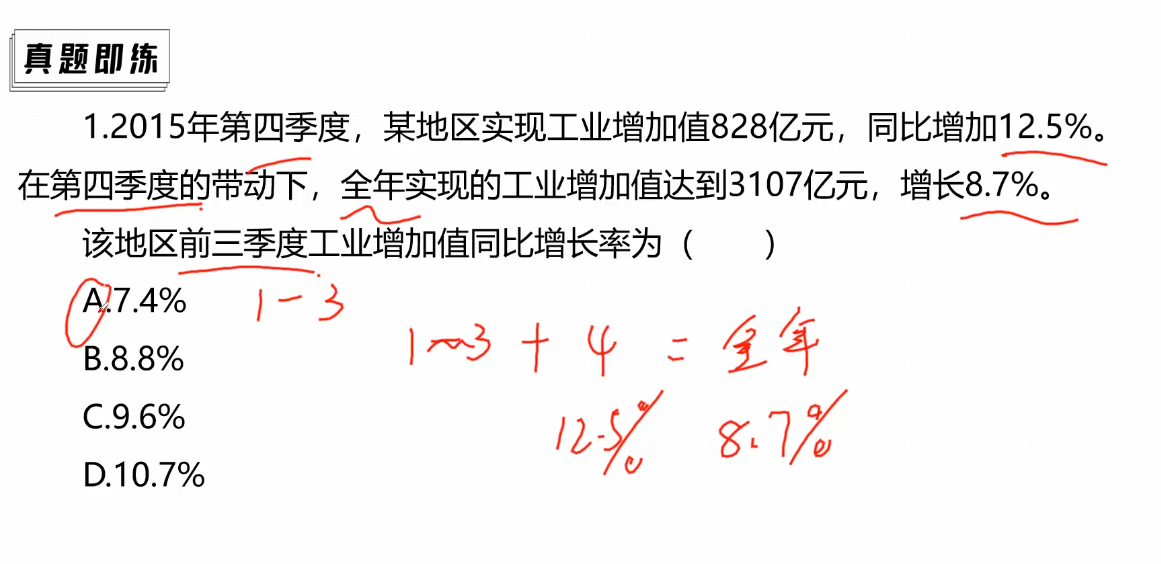 真题即练
1.2015年第四季度，某地区实现工业增加值828亿元，同比增加12.5%。
在第四季度的带动下，全年实现的工业增加值达到3107亿元，增长8.7%。
该地区前三季度工业增加值同比增长率为（　　）
A.7.4%
1-3
1~3 + 4 = 全年
B.8.8%
C.9.6%
12.5% 8.7%
D.10.7%